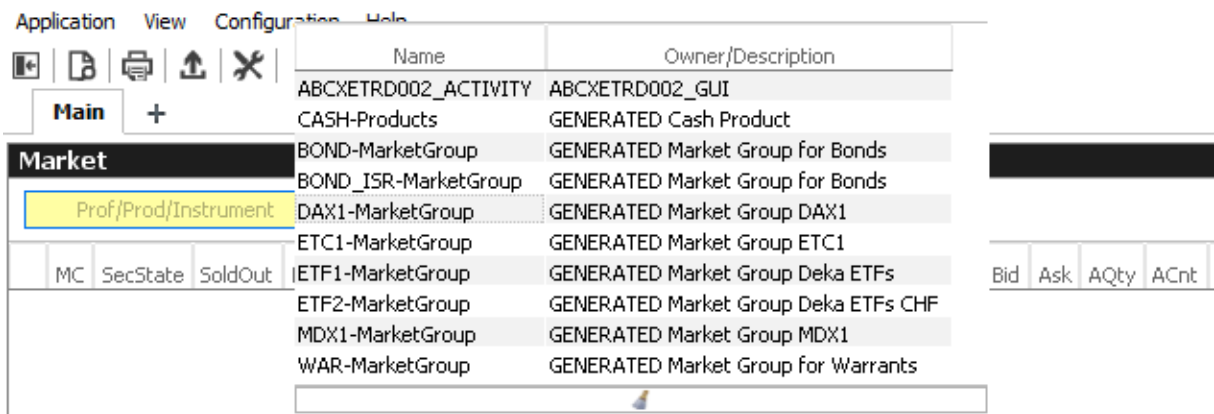 Application View Configuration Help
Main +
Market
Prof/Prod/Instrument
MC SecState SoldOut Bid Ask AQty ACnt
Name Owner/Description
ABCXETRD002_ACTIVITY ABCXETRD002_GUI
CASH-Products GENERATED Cash Product
BOND-MarketGroup GENERATED Market Group for Bonds
BOND_ISR-MarketGroup GENERATED Market Group for Bonds
DAX1-MarketGroup GENERATED Market Group DAX1
ETC1-MarketGroup GENERATED Market Group ETC1
ETF1-MarketGroup GENERATED Market Group Deka ETFs
ETF2-MarketGroup GENERATED Market Group Deka ETFs CHF
MDX1-MarketGroup GENERATED Market Group MDX1
WAR-MarketGroup GENERATED Market Group for Warrants